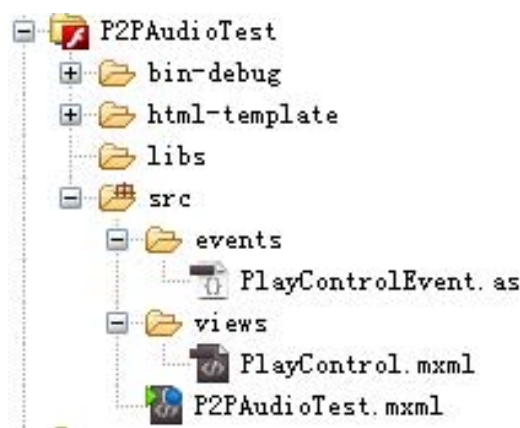 P2PAudioTest
bin-debug
html-template
libs
src
events
PlayControlEvent.as
views
PlayControl.mxml
P2PAudioTest.mxml